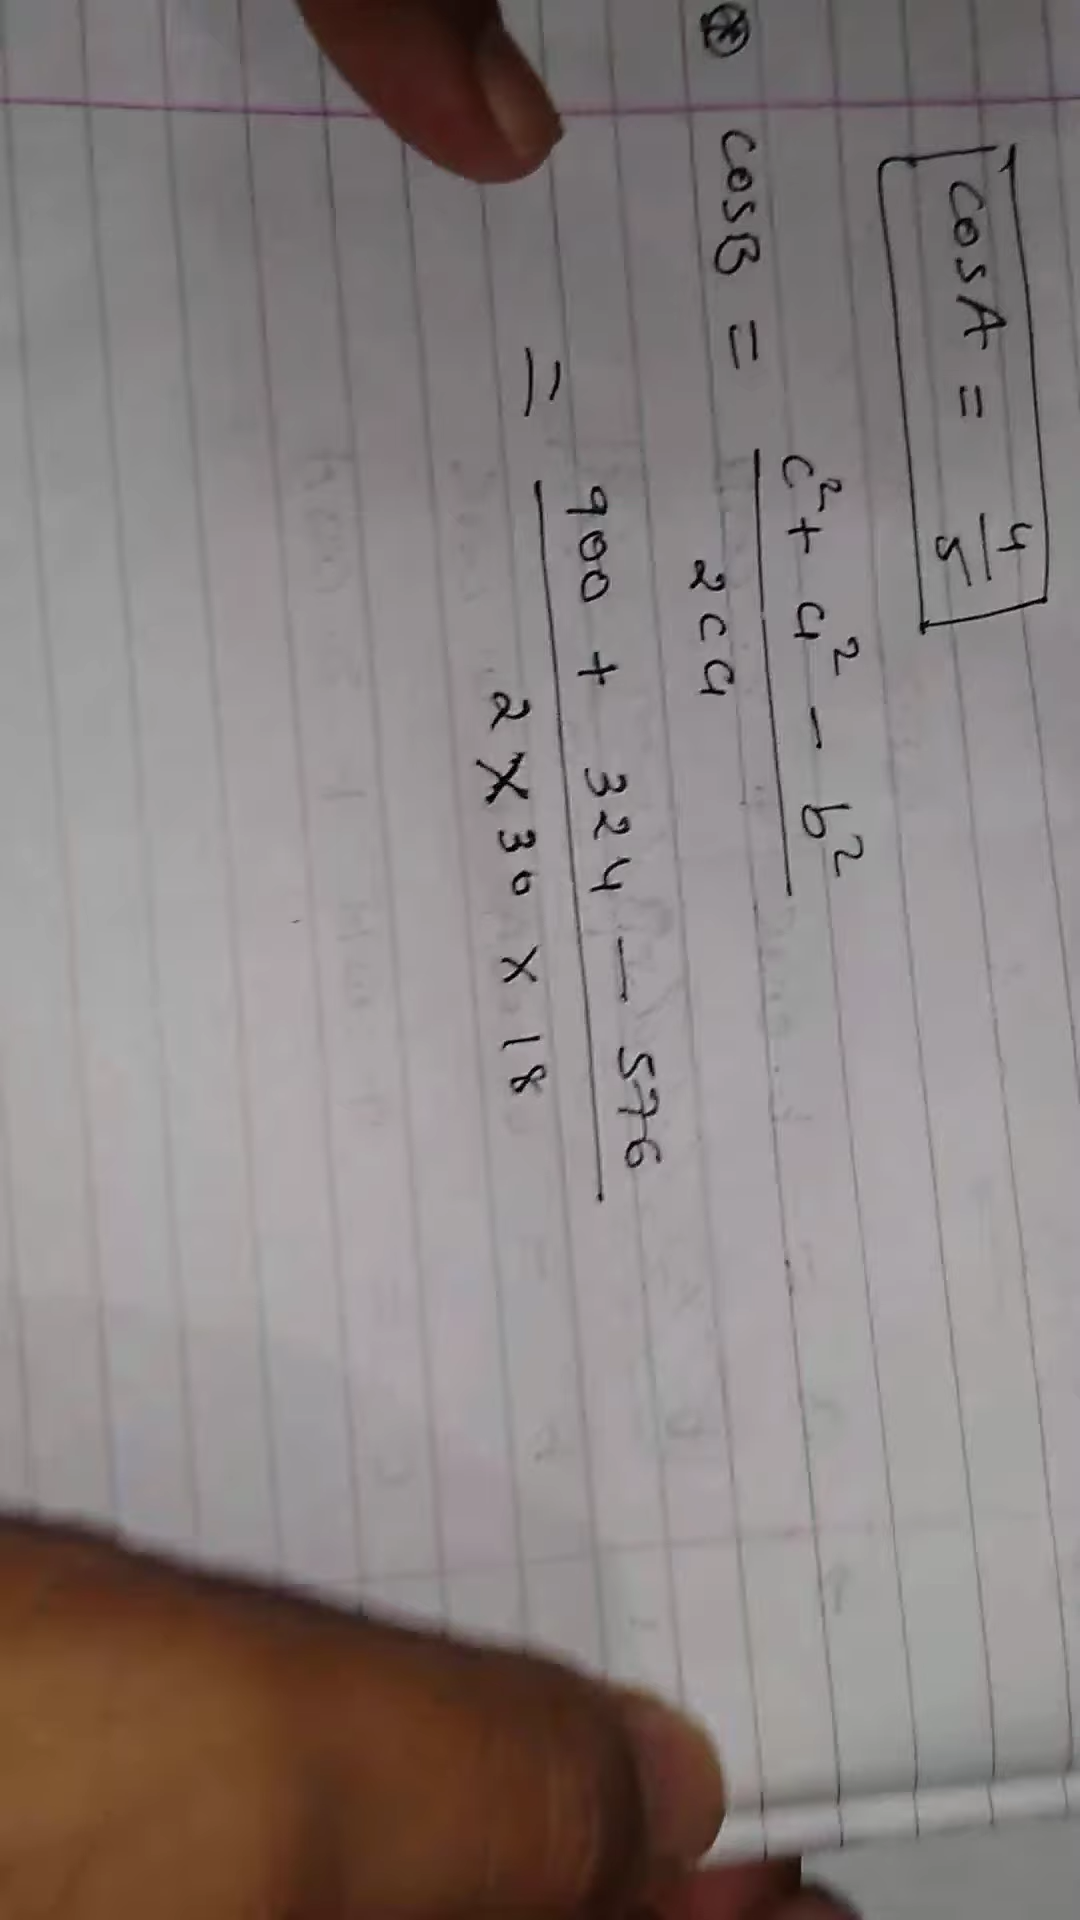 cosA = 4/5
⊛ cosB = c²+ a² - b²
2ca
= 900 + 324 - 576
2 x 30 x 18